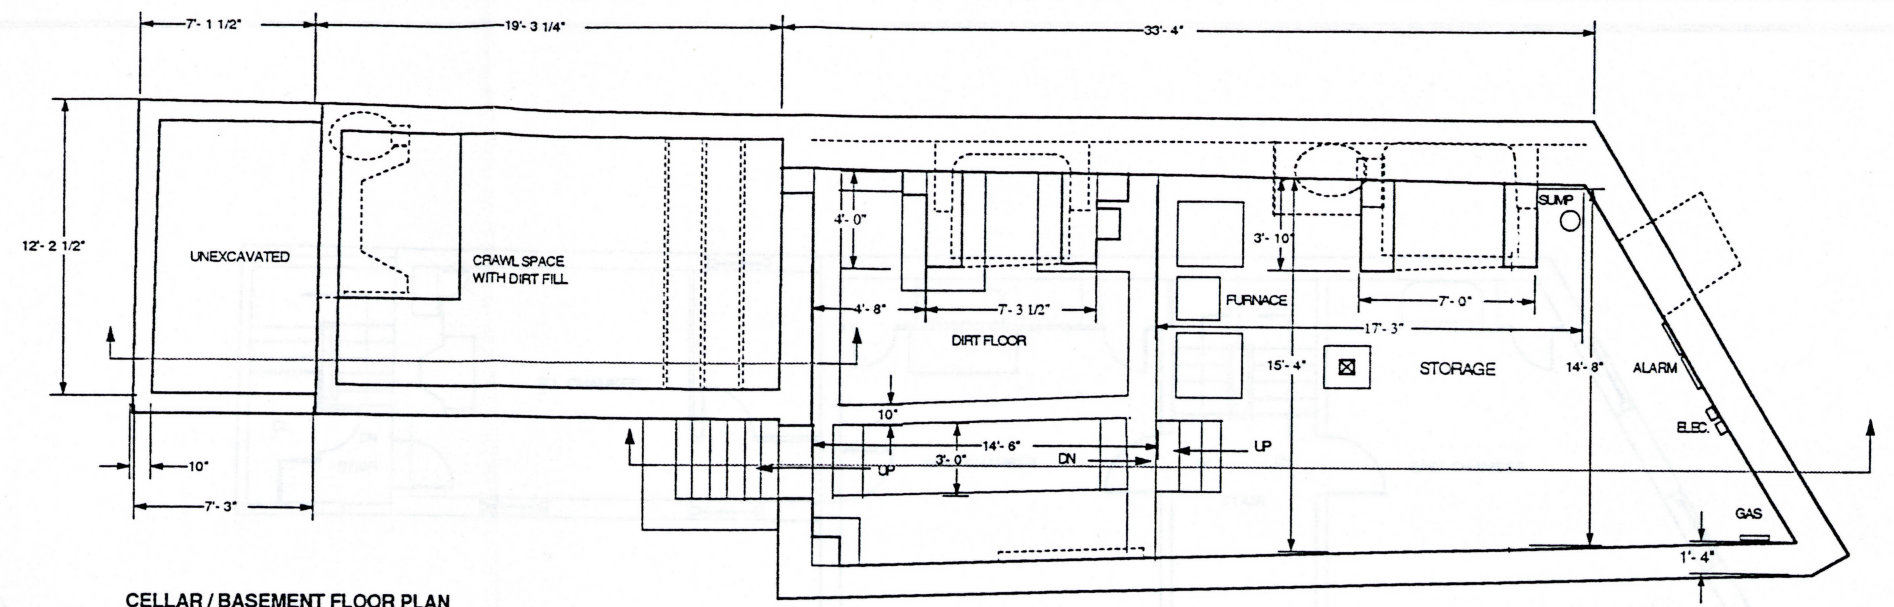 7'- 1 1/2"
19'- 3 1/4"
33'- 4"
12'- 2 1/2"
UNEXCAVATED
CRAWL SPACE
WITH DIRT FILL
4'- 0"
3'- 10"
SUMP
4'- 8"
7'- 3 1/2"
FURNACE
7'- 0"
17'- 3"
DIRT FLOOR
15'- 4"
STORAGE
14'- 8"
ALARM
10"
ELEC.
14'- 6"
UP
3'- 0"
DN
UP
10"
7'- 3"
GAS
1'- 4"
CELLAR / BASEMENT FLOOR PLAN